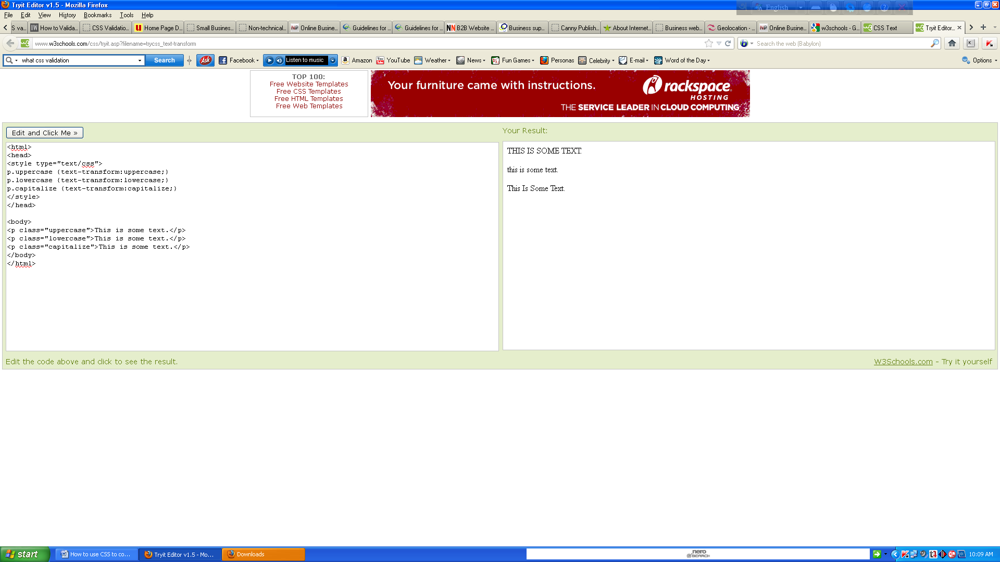 Tryit Editor v1.5 - Mozilla Firefox
English
File Edit View History Bookmarks Tools Help
S va... How to Valida... CSS Validatio... Home Page D... Small Business... Non-technical... Online Busine... Guidelines for ... Guidelines for ... B2B Website ... Business sup... Canny Publish... About Internet... Business web... Geolocation - ... Online Busine... w3schools - G... CSS Text Tryit Editor...
www.w3schools.com/css/tryit.asp?filename=trycss_text-transform
Search the web (Babylon)
what css validation Search Ask Facebook Listen to music Amazon YouTube Weather News Fun Games Personas Celebrity E-mail Word of the Day Options
TOP 100:
Free Website Templates
Free CSS Templates
Free HTML Templates
Free Web Templates
Your furniture came with instructions.
rackspace
HOSTING
THE SERVICE LEADER IN CLOUD COMPUTING
Edit and Click Me »
<html>
<head>
<style type="text/css">
p.uppercase {text-transform:uppercase;}
p.lowercase {text-transform:lowercase;}
p.capitalize {text-transform:capitalize;}
</style>
</head>
<body>
<p class="uppercase">This is some text.</p>
<p class="lowercase">This is some text.</p>
<p class="capitalize">This is some text.</p>
</body>
</html>
Your Result:
THIS IS SOME TEXT.
this is some text.
This Is Some Text.
Edit the code above and click to see the result.
W3Schools.com - Try it yourself
start How to use CSS to co... Tryit Editor v1.5 - Mo... Downloads nero SEARCH 10:09 AM